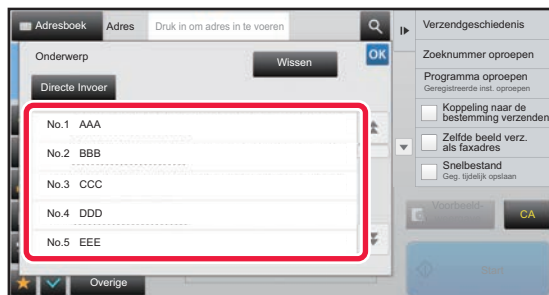 Adresboek
Adres
Druk in om adres in te voeren
Verzendgeschiedenis
Onderwerp
Wissen
OK
Zoeknummer oproepen
Directe Invoer
Programma oproepen
Geregistreerde inst. oproepen
Koppeling naar de
bestemming verzenden
Zelfde beeld verz.
als faxadres
Snelbestand
Geg. tijdelijk opslaan
No.1 AAA
No.2 BBB
No.3 CCC
No.4 DDD
No.5 EEE
Voorbeeld-
CA
Start
Overige